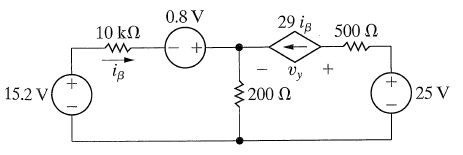 0.8 V
10 kΩ
− +
iβ
29 iβ
500 Ω
− vy +
15.2 V
+
−
200 Ω
+
−
25 V